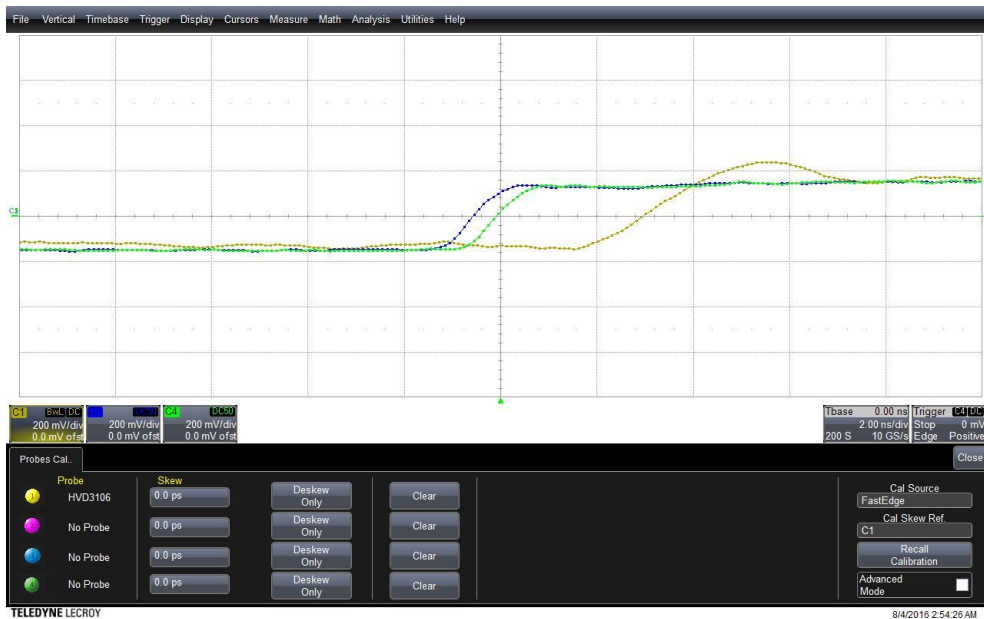 File Vertical Timebase Trigger Display Cursors Measure Math Analysis Utilities Help
C1 BwL DC C4 DC50 Tbase 0.00 ns Trigger C4 DC
200 mV/div 200 mV/div 200 mV/div 2.00 ns/div Stop 0 mV
0.0 mV ofst 0.0 mV ofst 0.0 mV ofst 200 S 10 GS/s Edge Positive
Probes Cal.. Close
Probe Skew
HVD3106 0.0 ps Deskew Only Clear
No Probe 0.0 ps Deskew Only Clear
No Probe 0.0 ps Deskew Only Clear
No Probe 0.0 ps Deskew Only Clear
Cal Source
FastEdge
Cal Skew Ref.
C1
Recall
Calibration
Advanced
Mode
TELEDYNE LECROY 8/4/2016 2:54:26 AM